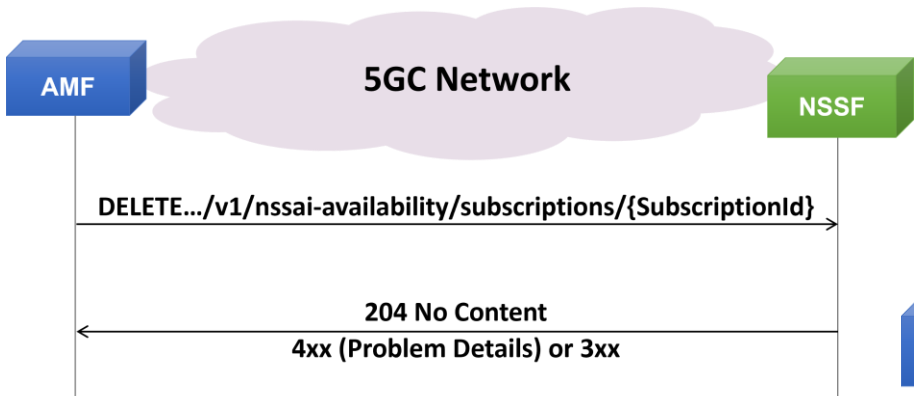 5GC Network
AMF
NSSF
DELETE.../v1/nssai-availability/subscriptions/{SubscriptionId}
204 No Content
4xx (Problem Details) or 3xx